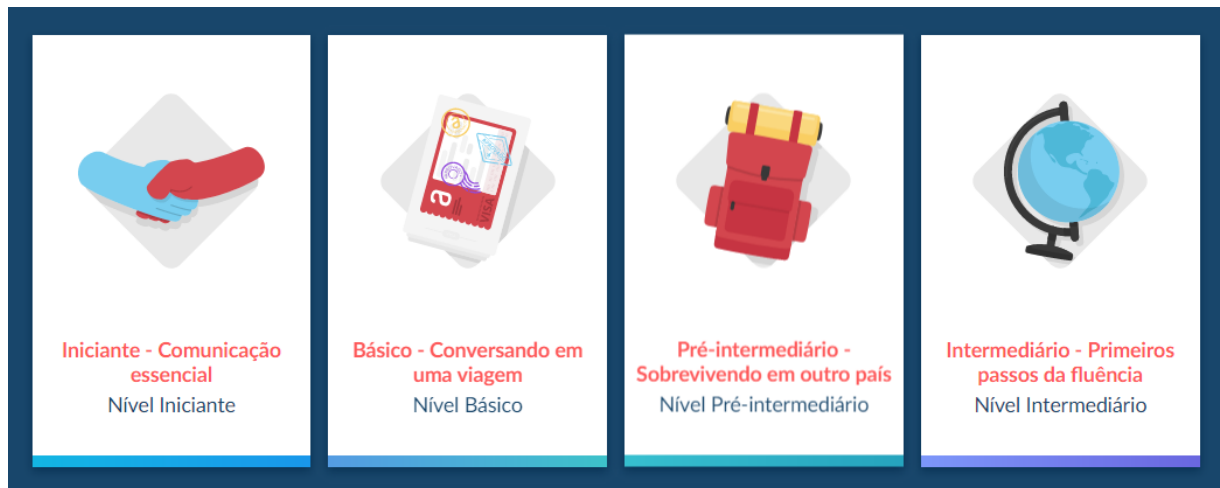 a
VISA
Iniciante - Comunicação
essencial
Nível Iniciante
Básico - Conversando em
uma viagem
Nível Básico
Pré-intermediário -
Sobrevivendo em outro país
Nível Pré-intermediário
Intermediário - Primeiros
passos da fluência
Nível Intermediário